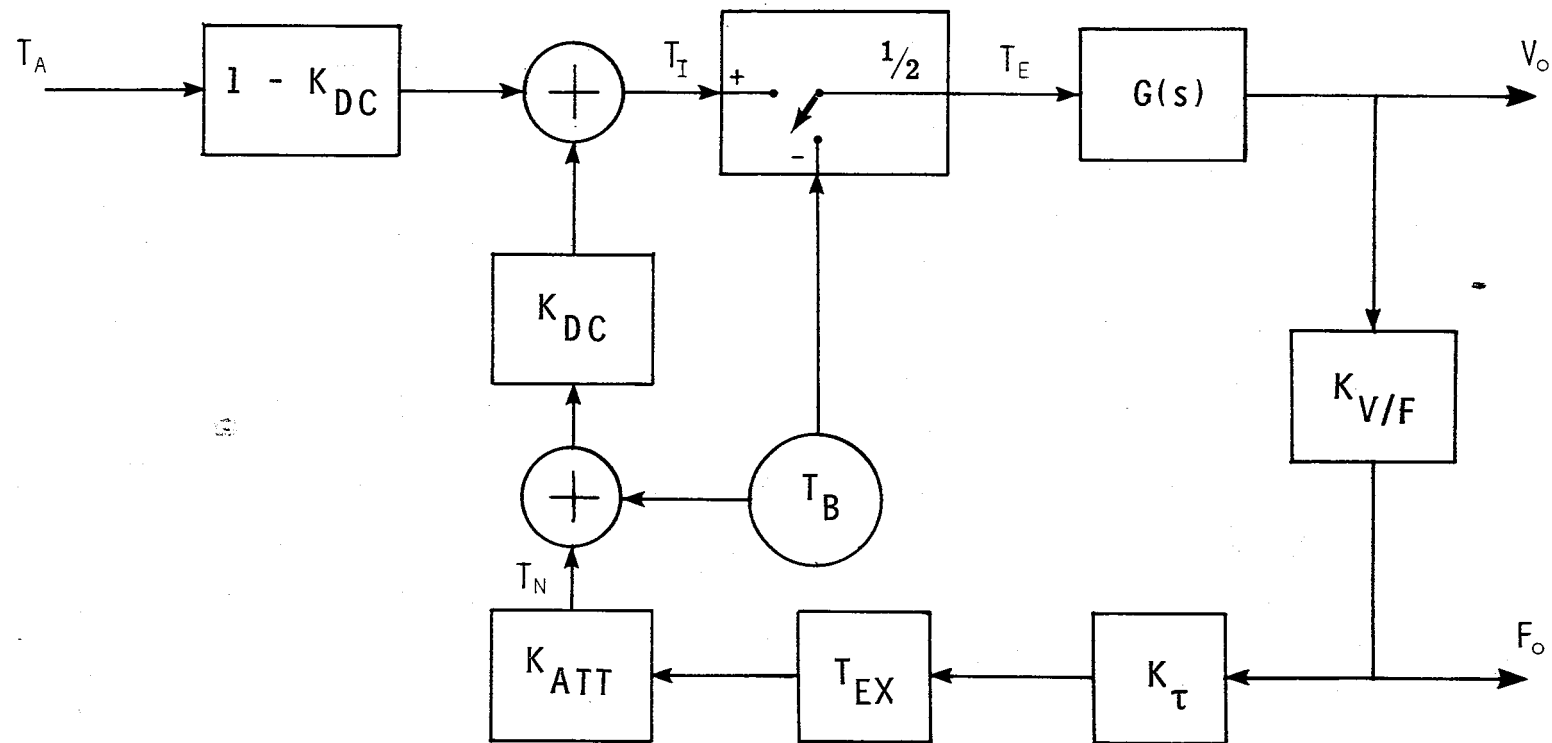 T_A
1 - K_DC
+
T_I
+
-
1/2
T_E
G(s)
V_o
K_DC
K_V/F
+
T_B
T_N
K_ATT
T_EX
K_τ
F_o